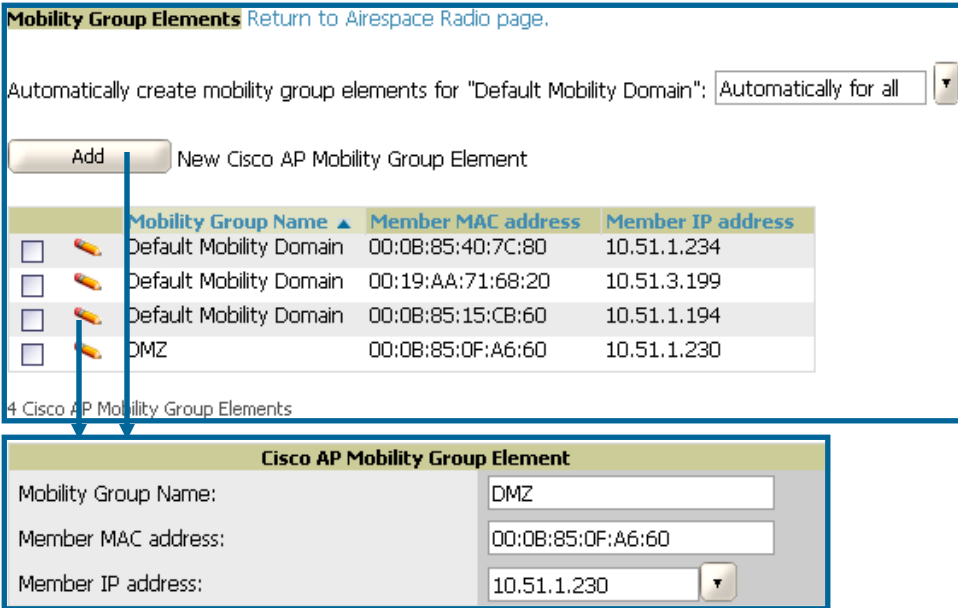 Mobility Group Elements Return to Airespace Radio page.
Automatically create mobility group elements for "Default Mobility Domain": Automatically for all
Add New Cisco AP Mobility Group Element
Mobility Group Name Member MAC address Member IP address
Default Mobility Domain 00:0B:85:40:7C:80 10.51.1.234
Default Mobility Domain 00:19:AA:71:68:20 10.51.3.199
Default Mobility Domain 00:0B:85:15:CB:60 10.51.1.194
DMZ 00:0B:85:0F:A6:60 10.51.1.230
4 Cisco AP Mobility Group Elements
Cisco AP Mobility Group Element
Mobility Group Name: DMZ
Member MAC address: 00:0B:85:0F:A6:60
Member IP address: 10.51.1.230